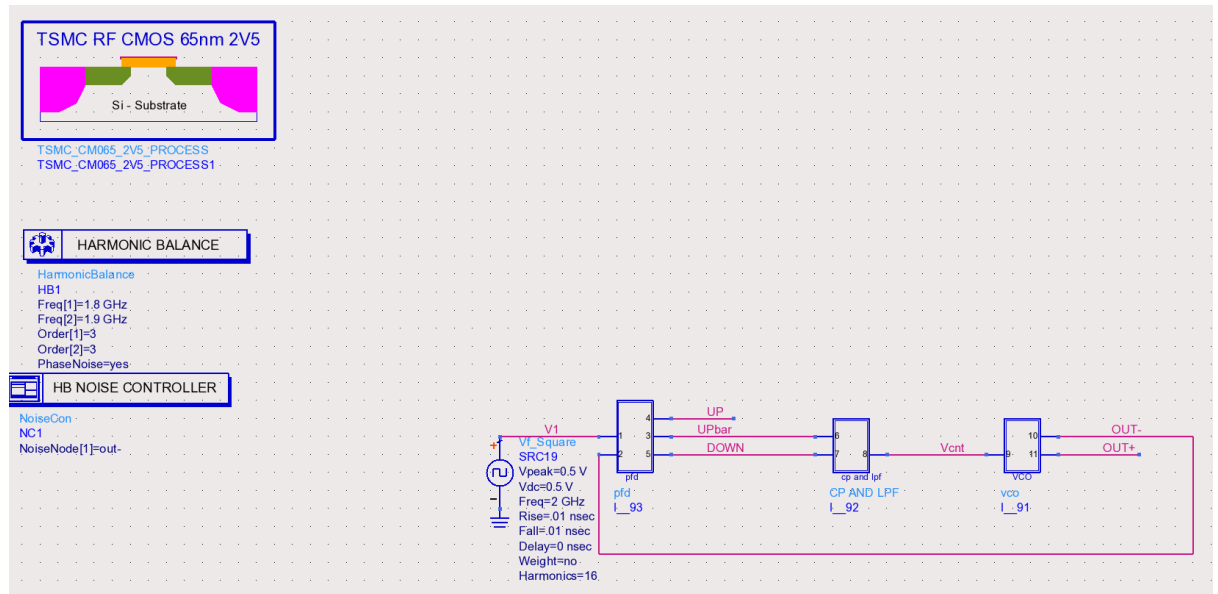 TSMC RF CMOS 65nm 2V5
Si - Substrate
TSMC_CM065_2V5_PROCESS
TSMC_CM065_2V5_PROCESS1
HARMONIC BALANCE
HarmonicBalance
HB1
Freq[1]=1.8 GHz
Freq[2]=1.9 GHz
Order[1]=3
Order[2]=3
PhaseNoise=yes
HB NOISE CONTROLLER
NoiseCon
NC1
NoiseNode[1]=out-
V1
+
-
Vf_Square
SRC19
Vpeak=0.5 V
Vdc=0.5 V
Freq=2 GHz
Rise=.01 nsec
Fall=.01 nsec
Delay=0 nsec
Weight=no
Harmonics=16
1
2
4
3
5
pfd
pfd
I__93
UP
UPbar
DOWN
6
7
8
cp and lpf
CP AND LPF
I__92
Vcnt
9
10
11
VCO
vco
I__91
OUT-
OUT+